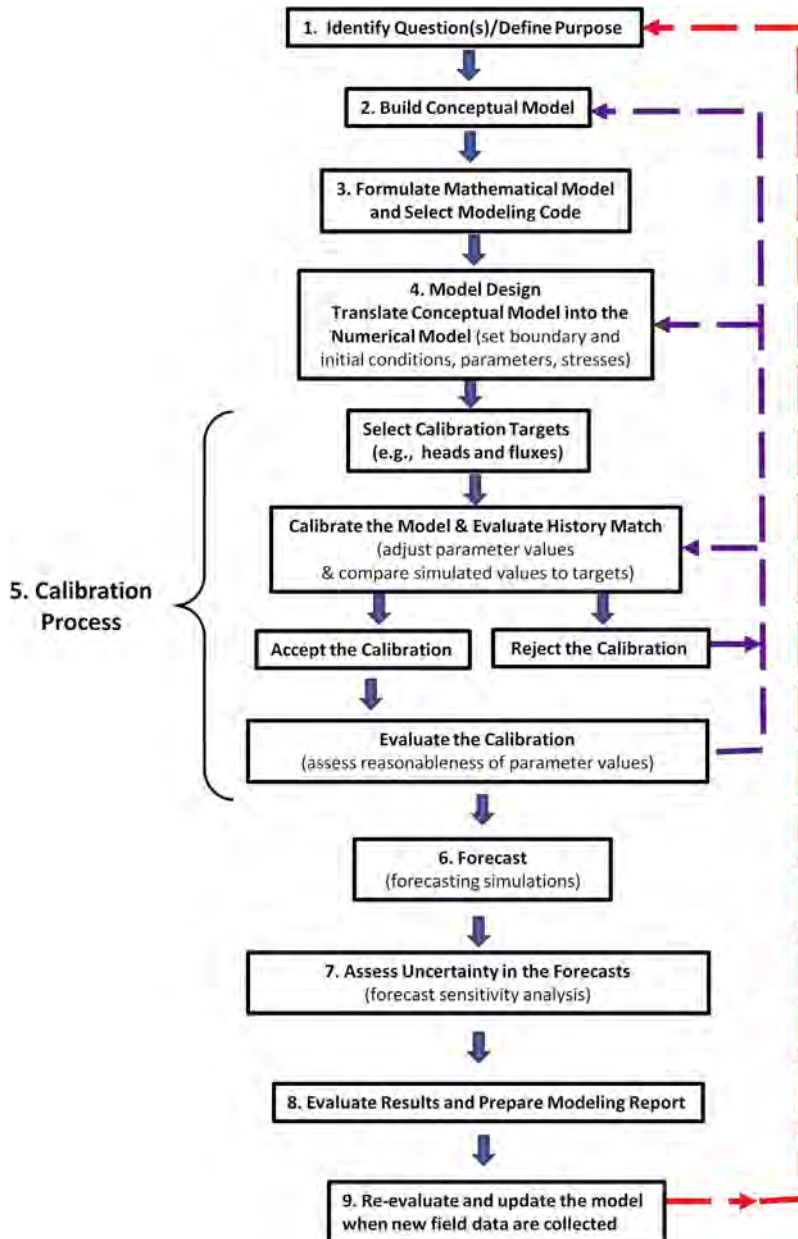 1. Identify Question(s)/Define Purpose
2. Build Conceptual Model
3. Formulate Mathematical Model
and Select Modeling Code
4. Model Design
Translate Conceptual Model into the
Numerical Model (set boundary and
initial conditions, parameters, stresses)
Select Calibration Targets
(e.g., heads and fluxes)
Calibrate the Model & Evaluate History Match
(adjust parameter values
& compare simulated values to targets)
5. Calibration
Process
Accept the Calibration
Reject the Calibration
Evaluate the Calibration
(assess reasonableness of parameter values)
6. Forecast
(forecasting simulations)
7. Assess Uncertainty in the Forecasts
(forecast sensitivity analysis)
8. Evaluate Results and Prepare Modeling Report
9. Re-evaluate and update the model
when new field data are collected